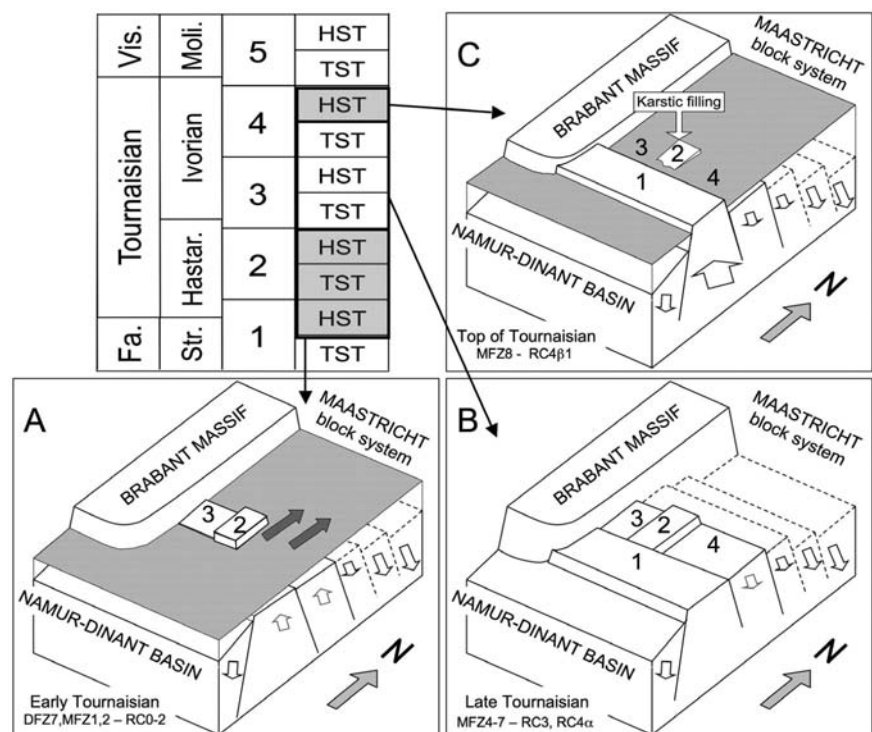 Vis.
Moli.
5
HST
TST
Tournaisian
Ivorian
4
HST
TST
3
HST
TST
Hastar.
2
HST
TST
Fa.
Str.
1
HST
TST
C
BRABANT MASSIF
MAASTRICHT
block system
Karstic filling
3
2
1
4
NAMUR-DINANT BASIN
N
Top of Tournaisian
MFZ8 - RC4β1
A
BRABANT MASSIF
MAASTRICHT
block system
3
2
NAMUR-DINANT BASIN
N
Early Tournaisian
DFZ7,MFZ1,2 – RC0-2
B
BRABANT MASSIF
MAASTRICHT
block system
3
2
1
4
NAMUR-DINANT BASIN
N
Late Tournaisian
MFZ4-7 – RC3, RC4α